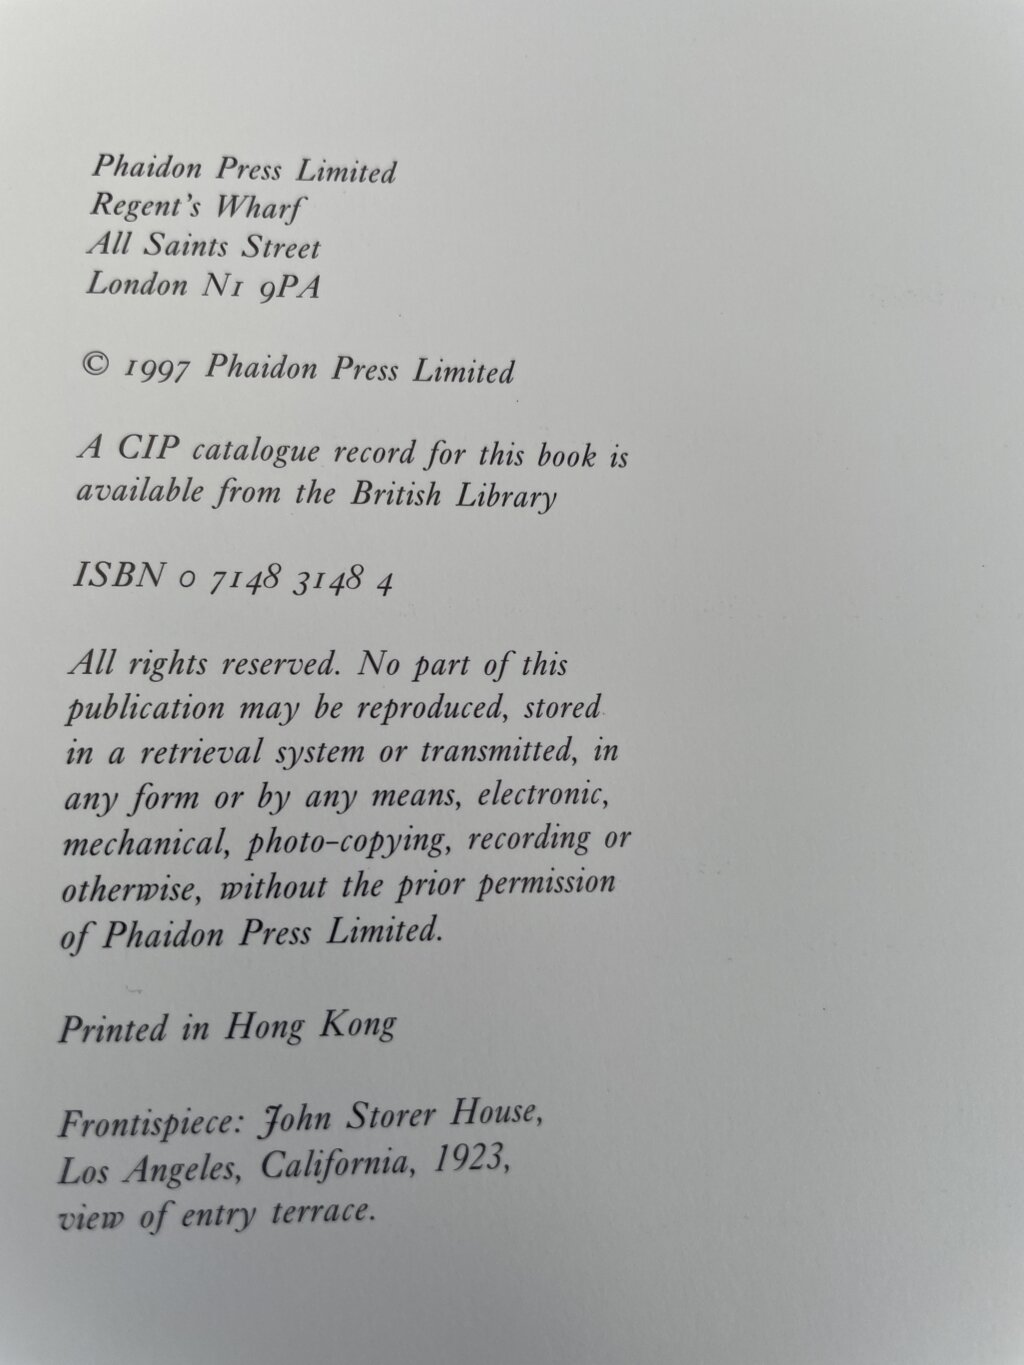 Phaidon Press Limited
Regent's Wharf
All Saints Street
London N1 9PA
© 1997 Phaidon Press Limited
A CIP catalogue record for this book is
available from the British Library
ISBN 0 7148 3148 4
All rights reserved. No part of this
publication may be reproduced, stored
in a retrieval system or transmitted, in
any form or by any means, electronic,
mechanical, photo-copying, recording or
otherwise, without the prior permission
of Phaidon Press Limited.
Printed in Hong Kong
Frontispiece: John Storer House,
Los Angeles, California, 1923,
view of entry terrace.